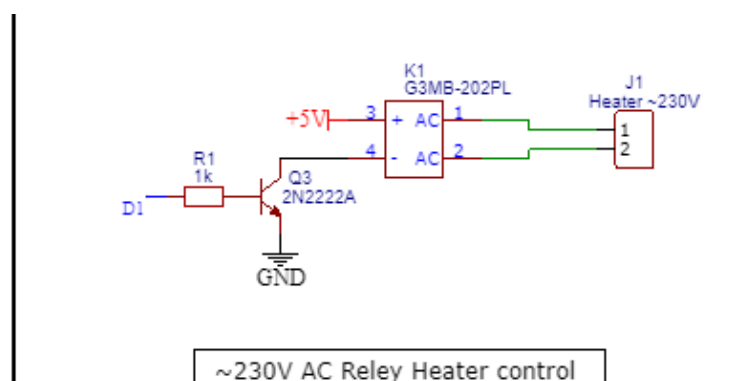 K1
G3MB-202PL
J1
Heater ~230V
+5V
3
+ AC
1
1
4
- AC
2
2
R1
1k
Q3
2N2222A
D1
GND
~230V AC Reley Heater control